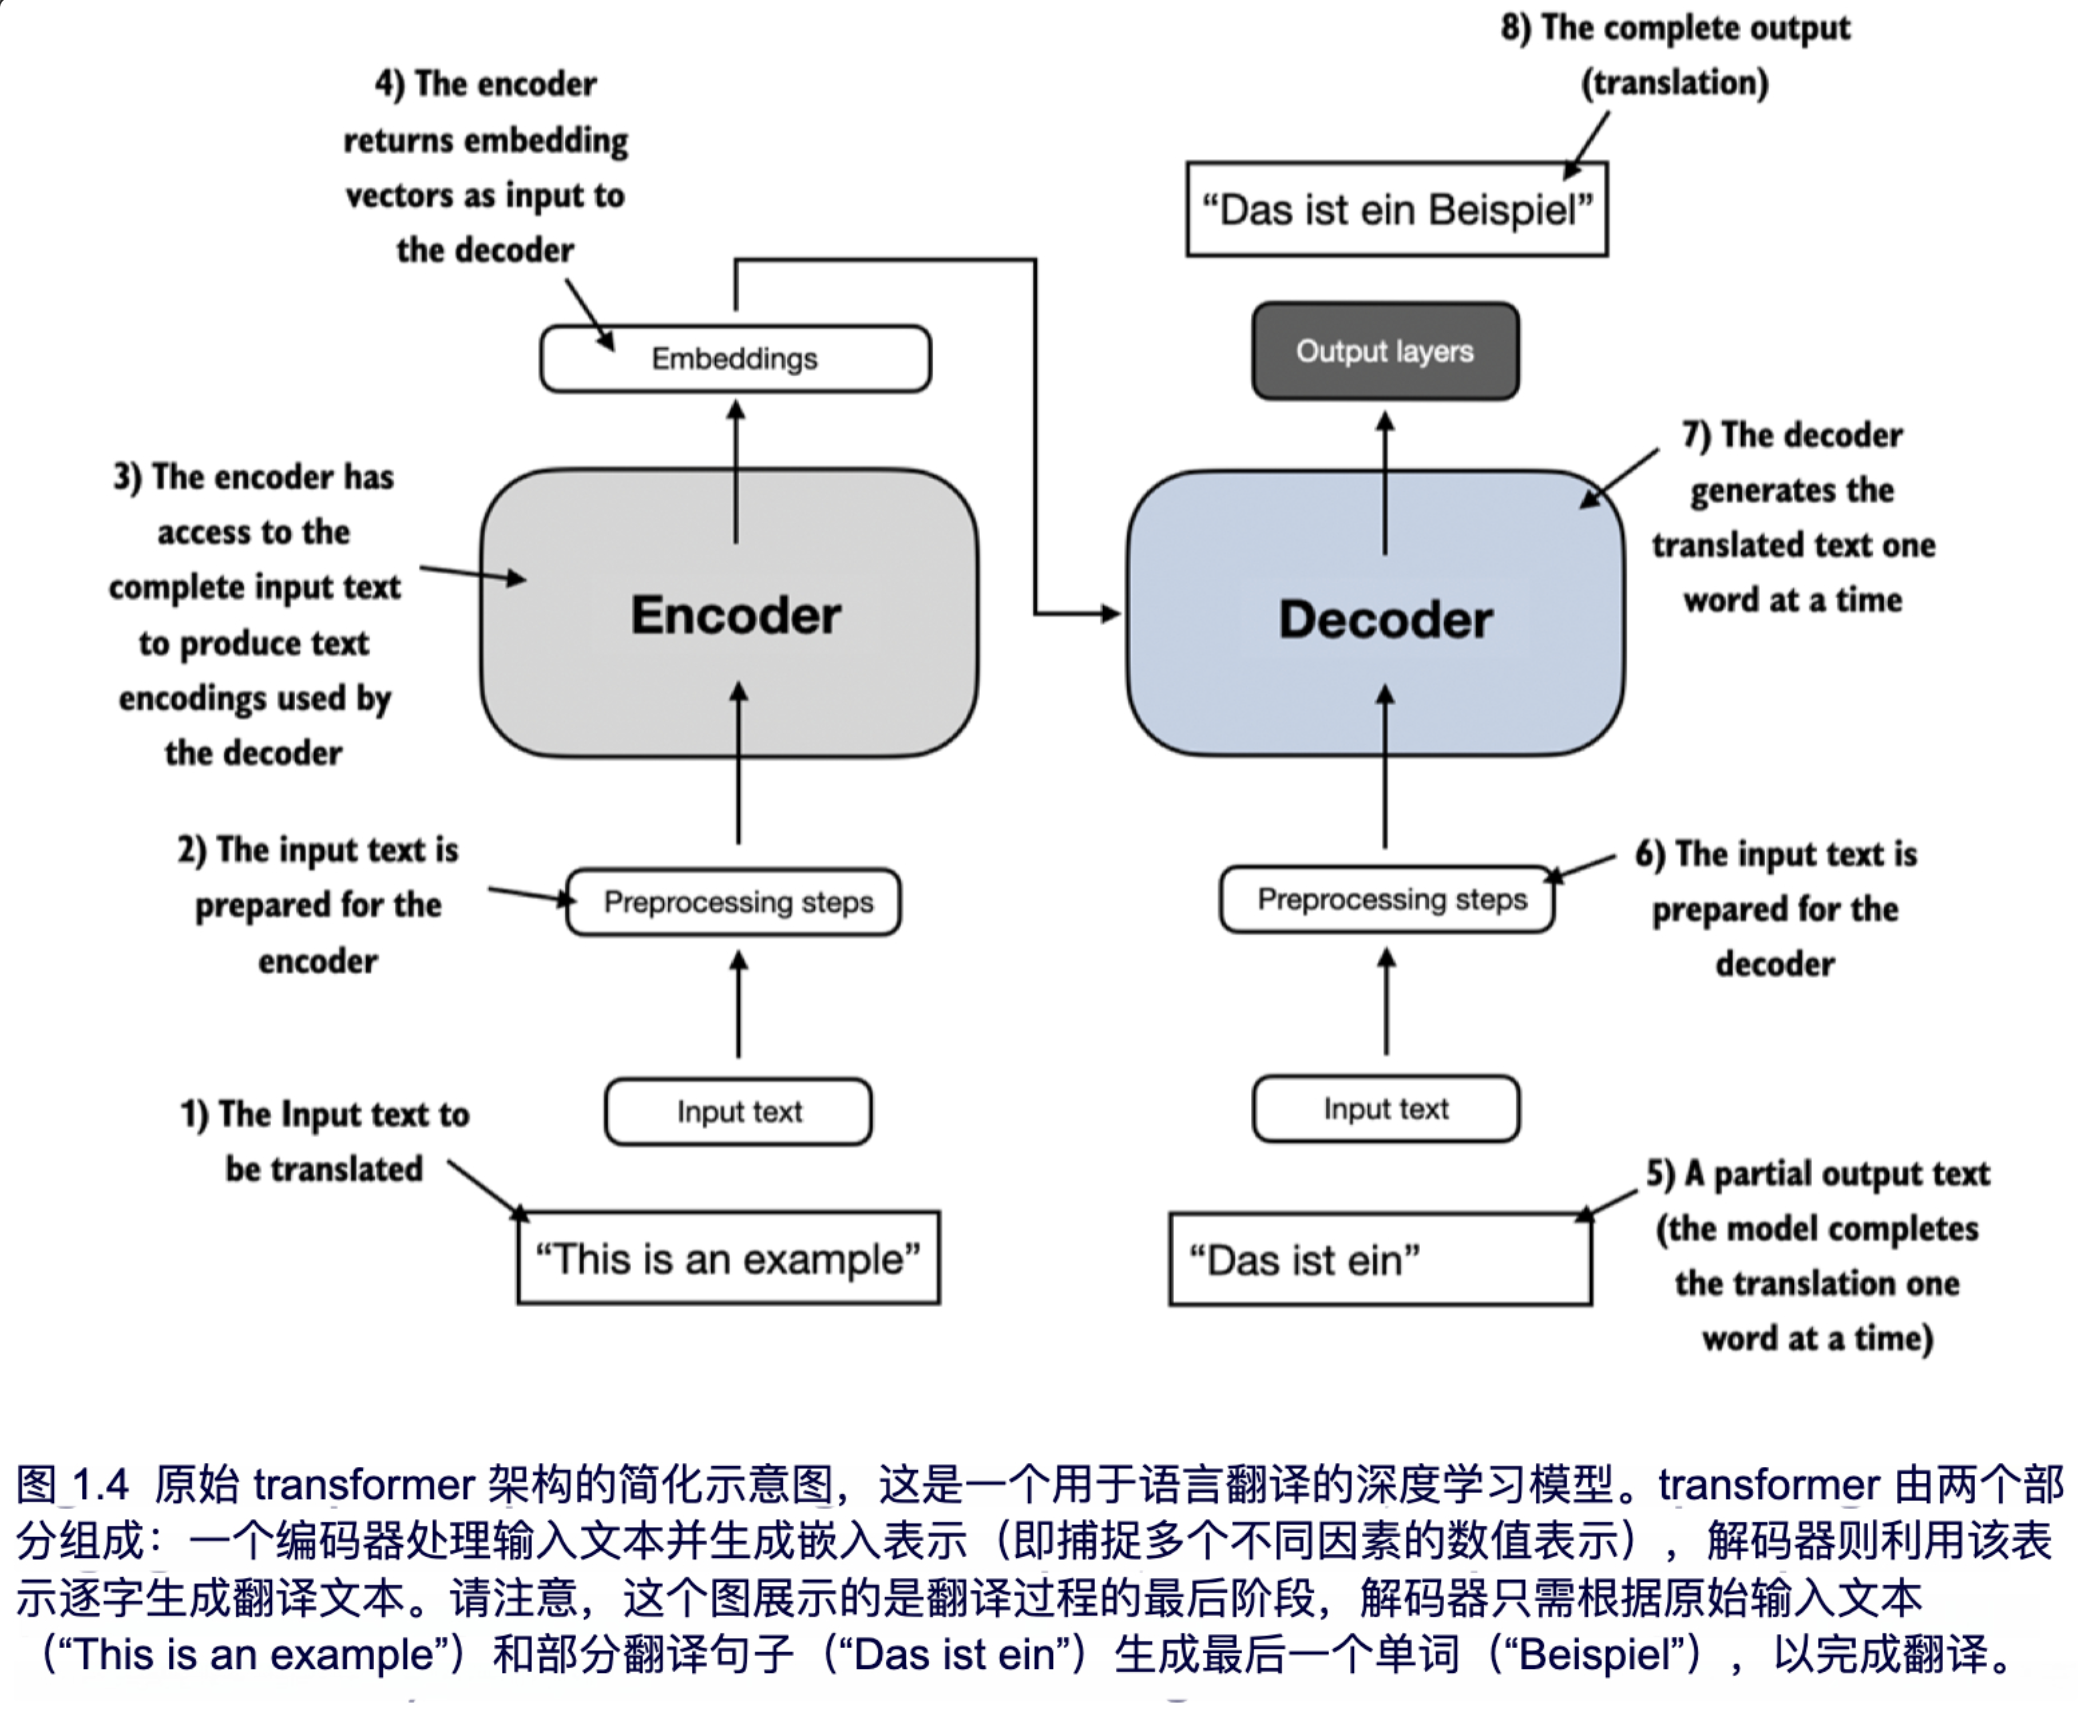 8) The complete output
(translation)
4) The encoder
returns embedding
vectors as input to
the decoder
“Das ist ein Beispiel”
Embeddings
Output layers
3) The encoder has
access to the
complete input text
to produce text
encodings used by
the decoder
Encoder
Decoder
7) The decoder
generates the
translated text one
word at a time
2) The input text is
prepared for the
encoder
Preprocessing steps
Preprocessing steps
6) The input text is
prepared for the
decoder
1) The Input text to
be translated
Input text
Input text
“This is an example”
“Das ist ein”
5) A partial output text
(the model completes
the translation one
word at a time)
图 1.4 原始 transformer 架构的简化示意图，这是一个用于语言翻译的深度学习模型。transformer 由两个部
分组成：一个编码器处理输入文本并生成嵌入表示（即捕捉多个不同因素的数值表示），解码器则利用该表
示逐字生成翻译文本。请注意，这个图展示的是翻译过程的最后阶段，解码器只需根据原始输入文本
（“This is an example”）和部分翻译句子（“Das ist ein”）生成最后一个单词（“Beispiel”），以完成翻译。